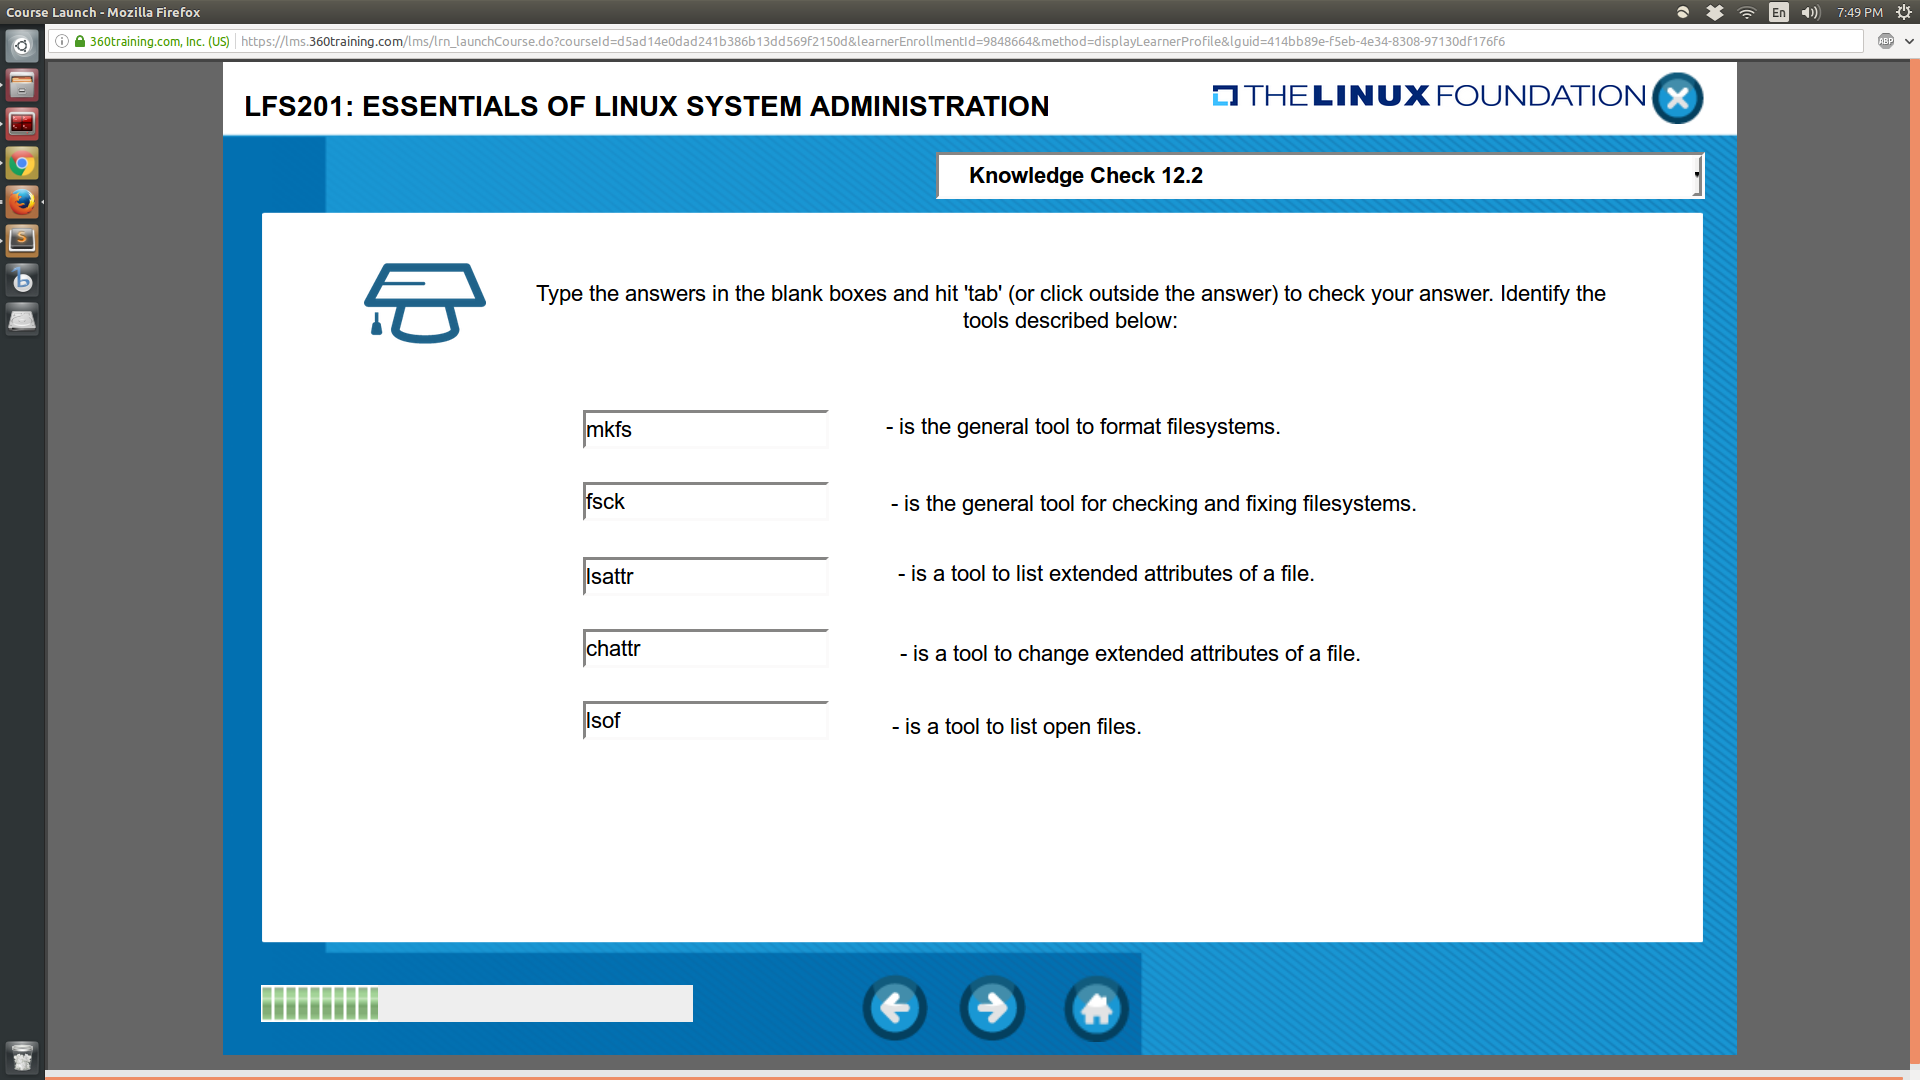 Course Launch - Mozilla Firefox
En
7:49 PM
360training.com, Inc. (US)
https://lms.360training.com/lms/lrn_launchCourse.do?courseId=d5ad14e0dad241b386b13dd569f2150d&learnerEnrollmentId=9848664&method=displayLearnerProfile&lguid=414bb89e-f5eb-4e34-8308-97130df176f6
ABP
LFS201: ESSENTIALS OF LINUX SYSTEM ADMINISTRATION
THE LINUX FOUNDATION
Knowledge Check 12.2
Type the answers in the blank boxes and hit 'tab' (or click outside the answer) to check your answer. Identify the
tools described below:
mkfs - is the general tool to format filesystems.
fsck - is the general tool for checking and fixing filesystems.
lsattr - is a tool to list extended attributes of a file.
chattr - is a tool to change extended attributes of a file.
lsof - is a tool to list open files.